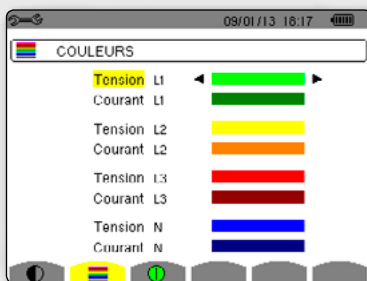 09/01/13 18:17
COULEURS
Tension L1
Courant L1
Tension L2
Courant L2
Tension L3
Courant L3
Tension N
Courant N